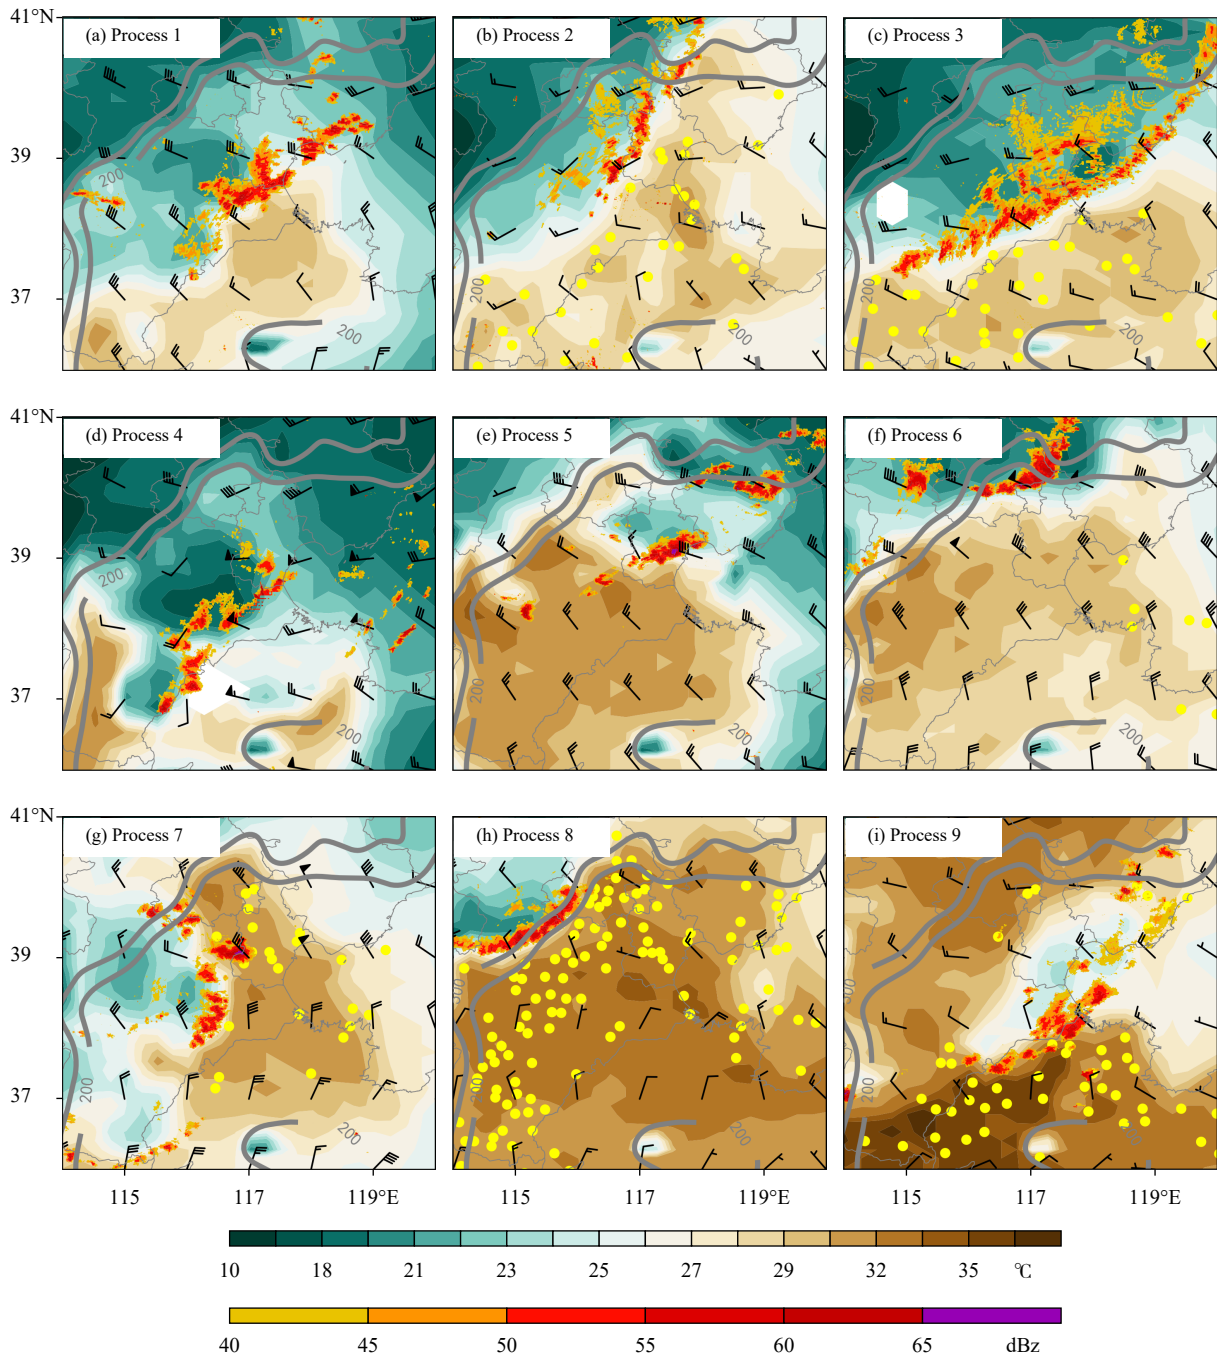 41°N
(a) Process 1
(b) Process 2
(c) Process 3
39
200
37
200
200
200
200
41°N
(d) Process 4
(e) Process 5
(f) Process 6
39
200
37
200
200
200
200
41°N
(g) Process 7
(h) Process 8
(i) Process 9
39
37
200
200
200
200
200
115 117 119°E 115 117 119°E 115 117 119°E
10 18 21 23 25 27 29 32 35 °C
40 45 50 55 60 65 dBz